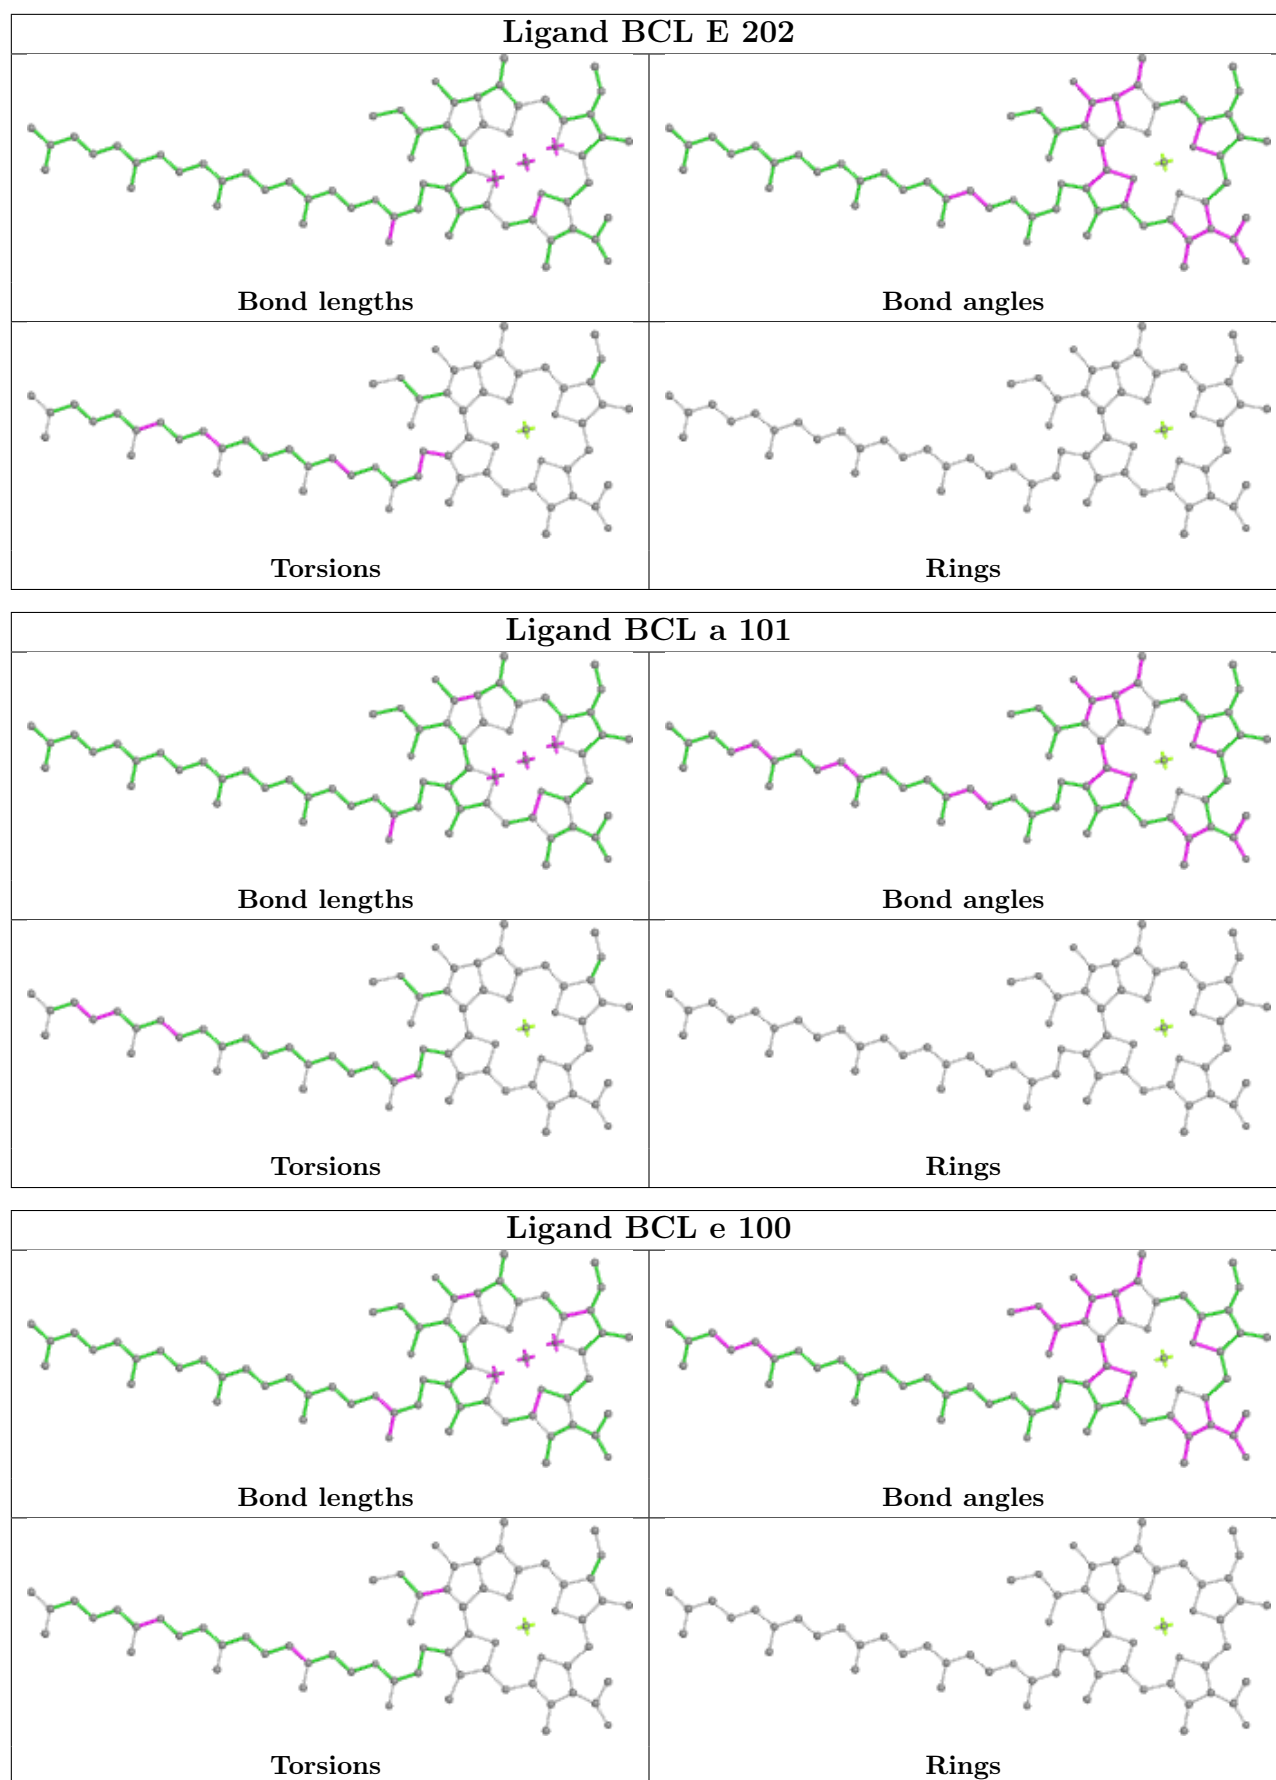 Ligand BCL E 202
Bond lengths
Bond angles
Torsions
Rings
Ligand BCL a 101
Bond lengths
Bond angles
Torsions
Rings
Ligand BCL e 100
Bond lengths
Bond angles
Torsions
Rings